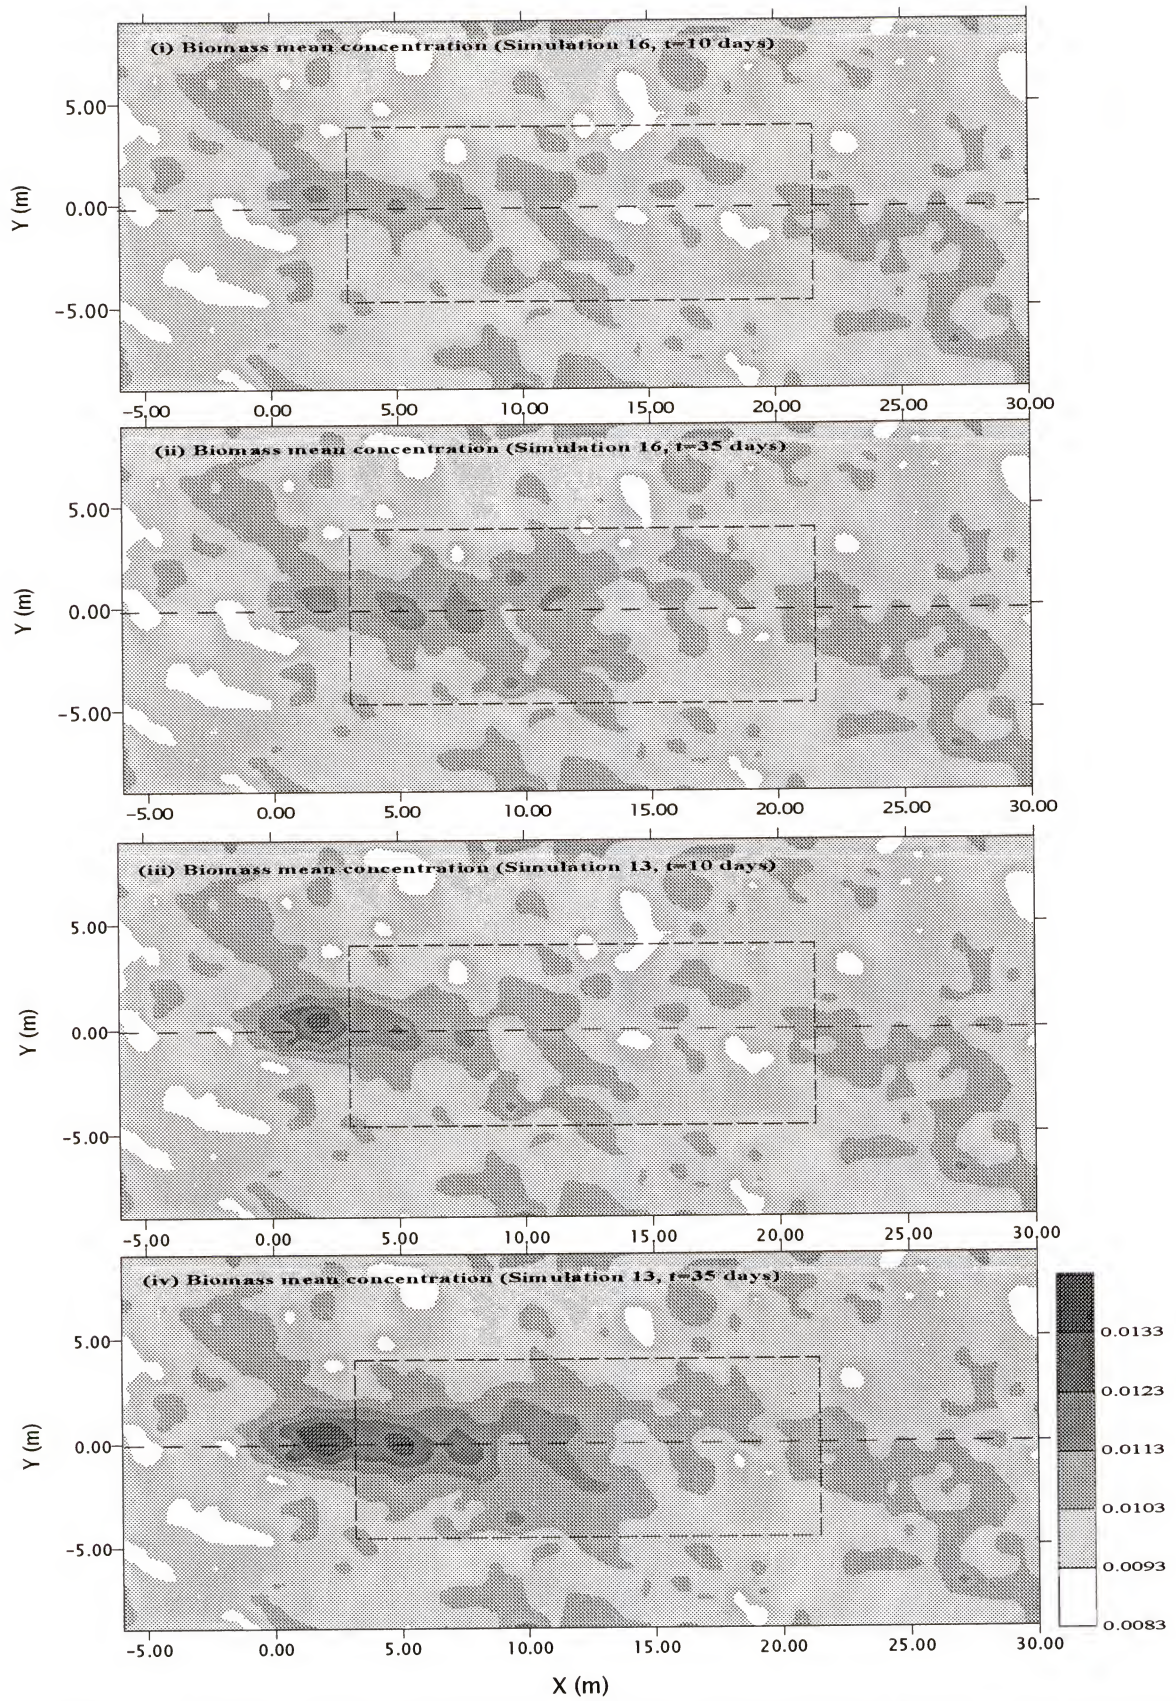 (i) Biomass mean concentration (Simulation 16, t=10 days)
5.00
Y (m)
0.00
-5.00
-5.00 0.00 5.00 10.00 15.00 20.00 25.00 30.00
(ii) Biomass mean concentration (Simulation 16, t=35 days)
5.00
Y (m)
0.00
-5.00
-5.00 0.00 5.00 10.00 15.00 20.00 25.00 30.00
(iii) Biomass mean concentration (Simulation 13, t=10 days)
5.00
Y (m)
0.00
-5.00
-5.00 0.00 5.00 10.00 15.00 20.00 25.00 30.00
(iv) Biomass mean concentration (Simulation 13, t=35 days)
5.00
Y (m)
0.00
-5.00
-5.00 0.00 5.00 10.00 15.00 20.00 25.00 30.00
X (m)
0.0133
0.0123
0.0113
0.0103
0.0093
0.0083